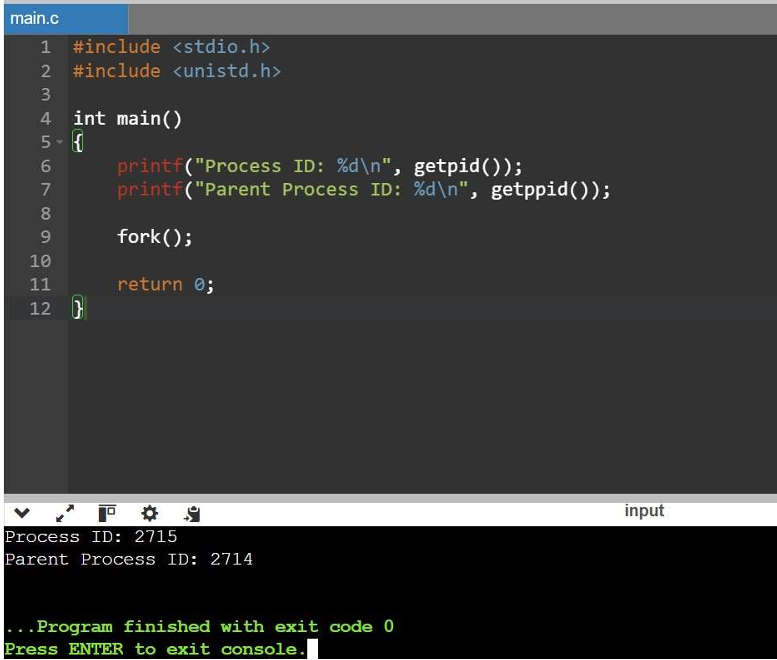 main.c
1 #include <stdio.h>
2 #include <unistd.h>
3
4 int main()
5 {
6 printf("Process ID: %d\n", getpid());
7 printf("Parent Process ID: %d\n", getppid());
8
9 fork();
10
11 return 0;
12 }
input
Process ID: 2715
Parent Process ID: 2714
...Program finished with exit code 0
Press ENTER to exit console.